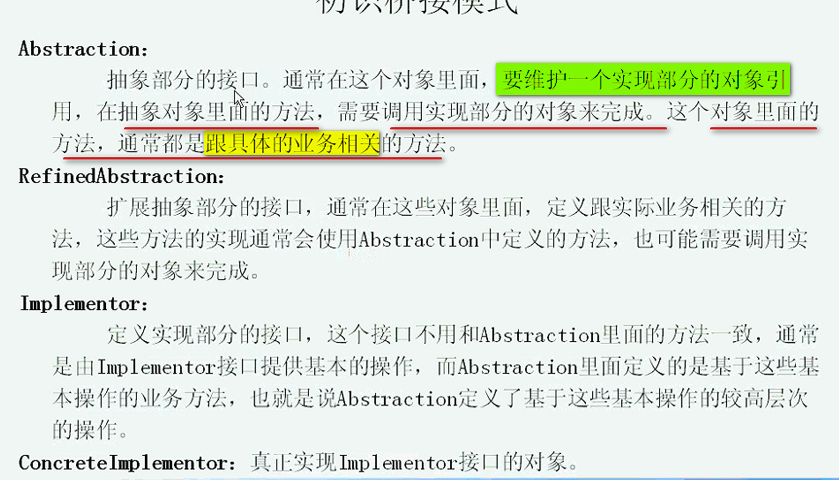 初识桥接模式
Abstraction：
抽象部分的接口。通常在这个对象里面，要维护一个实现部分的对象引
用，在抽象对象里面的方法，需要调用实现部分的对象来完成。这个对象里面的
方法，通常都是跟具体的业务相关的方法。
RefinedAbstraction：
扩展抽象部分的接口，通常在这些对象里面，定义跟实际业务相关的方
法，这些方法的实现通常会使用Abstraction中定义的方法，也可能需要调用实
现部分的对象来完成。
Implementor：
定义实现部分的接口，这个接口不用和Abstraction里面的方法一致，通常
是由Implementor接口提供基本的操作，而Abstraction里面定义的是基于这些基
本操作的业务方法，也就是说Abstraction定义了基于这些基本操作的较高层次
的操作。
ConcreteImplementor：真正实现Implementor接口的对象。